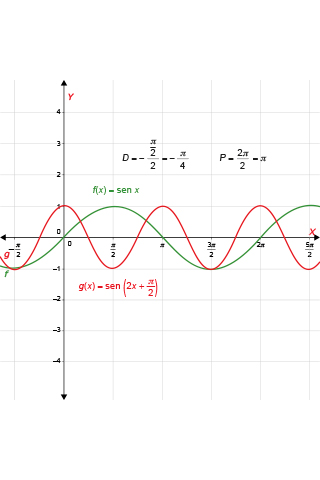 Y
4
3
D = − π/2/2 = − π/4    P = 2π/2 = π
2
f(x) = sen x
1
0
0
X
g
−π/2 π/2 π 3π/2 2π 5π/2
f
−1
g(x) = sen (2x + π/2)
−2
−3
−4